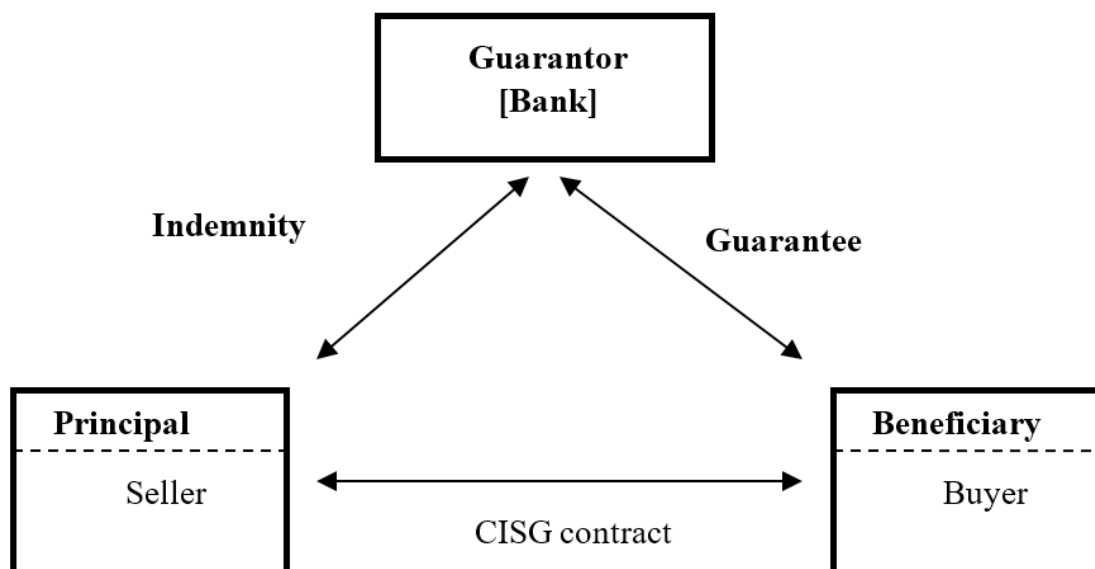 Guarantor
[Bank]
Indemnity
Guarantee
Principal
Beneficiary
Seller
Buyer
CISG contract